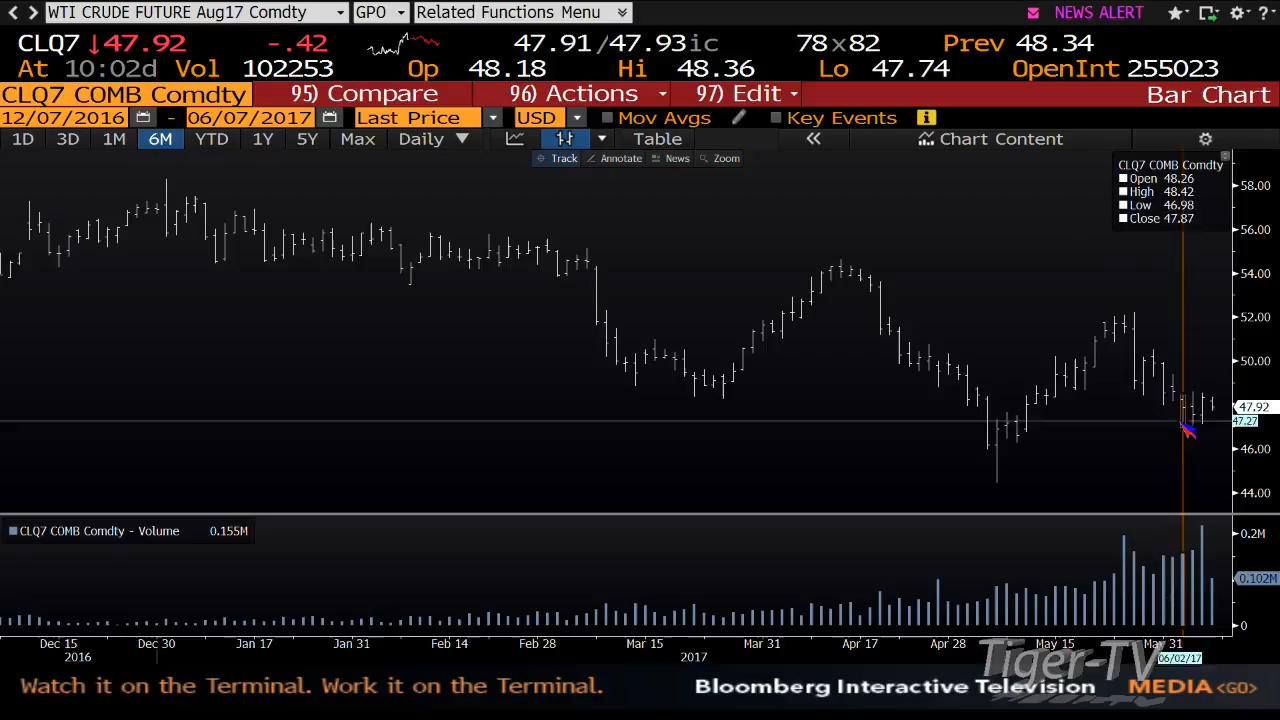 WTI CRUDE FUTURE Aug17 Comdty GPO Related Functions Menu NEWS ALERT
CLQ7 ↓47.92 -.42 47.91/47.93ic 78x82 Prev 48.34
At 10:02d Vol 102253 Op 48.18 Hi 48.36 Lo 47.74 OpenInt 255023
CLQ7 COMB Comdty 95) Compare 96) Actions 97) Edit Bar Chart
12/07/2016 - 06/07/2017 Last Price USD Mov Avgs Key Events
1D 3D 1M 6M YTD 1Y 5Y Max Daily Table Chart Content
Track Annotate News Zoom
CLQ7 COMB Comdty
Open 48.26
High 48.42
Low 46.98
Close 47.87
58.00
56.00
54.00
52.00
50.00
47.92
47.27
46.00
44.00
CLQ7 COMB Comdty - Volume 0.155M
0.2M
0.102M
0
Dec 15 Dec 30 Jan 17 Jan 31 Feb 14 Feb 28 Mar 15 Mar 31 Apr 17 Apr 28 May 15 May 31
2016 2017 06/02/17
Tiger-TV
Watch it on the Terminal. Work it on the Terminal. Bloomberg Interactive Television MEDIA <GO>